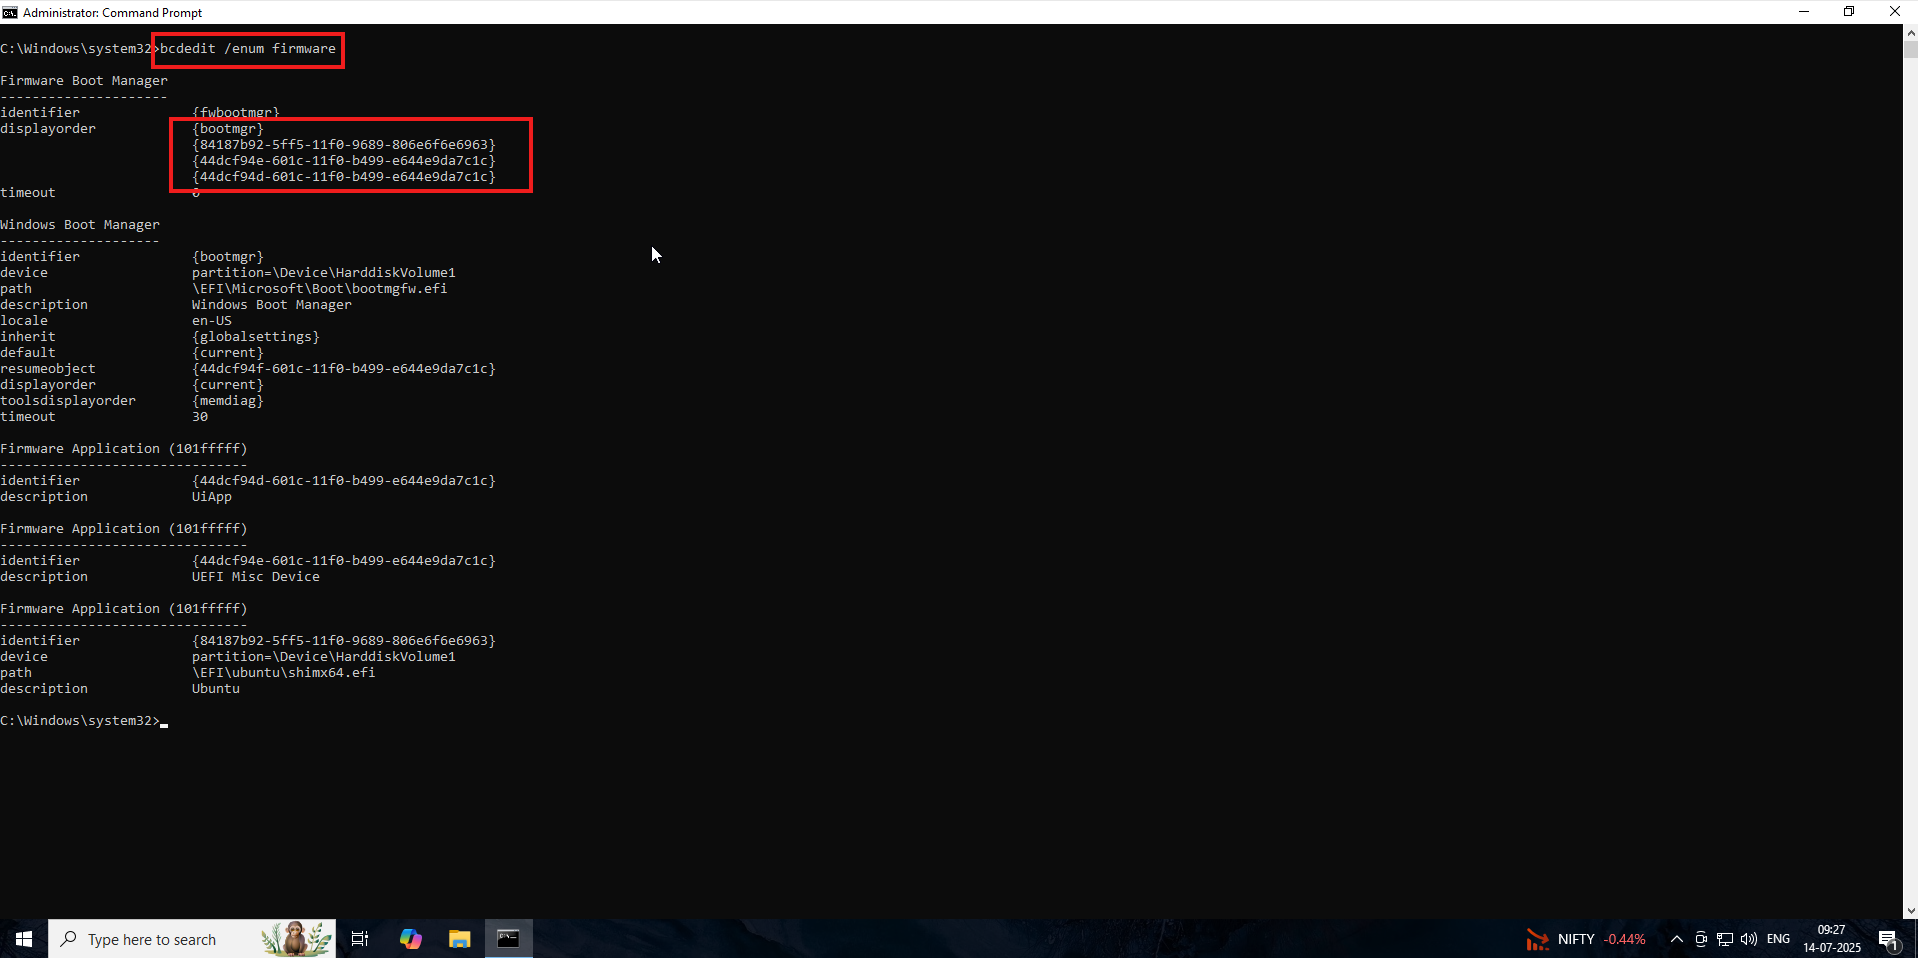 Administrator: Command Prompt
C:\Windows\system32>bcdedit /enum firmware
Firmware Boot Manager
---------------------
identifier {fwbootmgr}
displayorder {bootmgr}
{84187b92-5ff5-11f0-9689-806e6f6e6963}
{44dcf94e-601c-11f0-b499-e644e9da7c1c}
{44dcf94d-601c-11f0-b499-e644e9da7c1c}
timeout 0
Windows Boot Manager
--------------------
identifier {bootmgr}
device partition=\Device\HarddiskVolume1
path \EFI\Microsoft\Boot\bootmgfw.efi
description Windows Boot Manager
locale en-US
inherit {globalsettings}
default {current}
resumeobject {44dcf94f-601c-11f0-b499-e644e9da7c1c}
displayorder {current}
toolsdisplayorder {memdiag}
timeout 30
Firmware Application (101fffff)
-------------------------------
identifier {44dcf94d-601c-11f0-b499-e644e9da7c1c}
description UiApp
Firmware Application (101fffff)
-------------------------------
identifier {44dcf94e-601c-11f0-b499-e644e9da7c1c}
description UEFI Misc Device
Firmware Application (101fffff)
-------------------------------
identifier {84187b92-5ff5-11f0-9689-806e6f6e6963}
device partition=\Device\HarddiskVolume1
path \EFI\ubuntu\shimx64.efi
description Ubuntu
C:\Windows\system32>
Type here to search
NIFTY -0.44%
ENG
09:27
14-07-2025
1